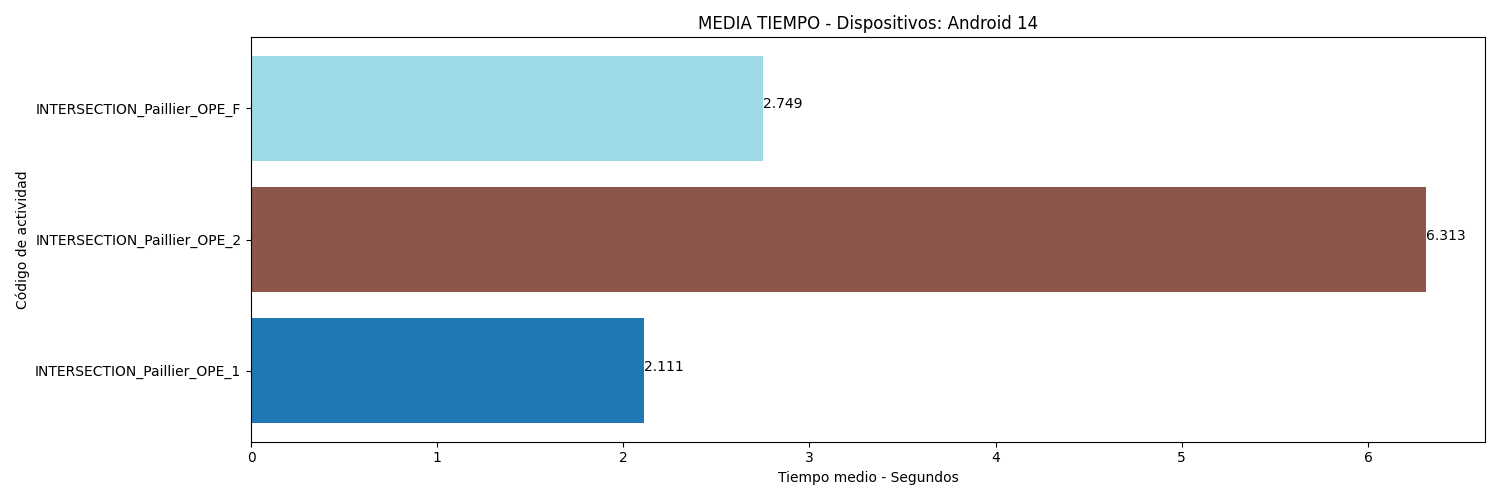 MEDIA TIEMPO - Dispositivos: Android 14
Código de actividad
INTERSECTION_Paillier_OPE_F
2.749
INTERSECTION_Paillier_OPE_2
6.313
INTERSECTION_Paillier_OPE_1
2.111
0 1 2 3 4 5 6
Tiempo medio - Segundos